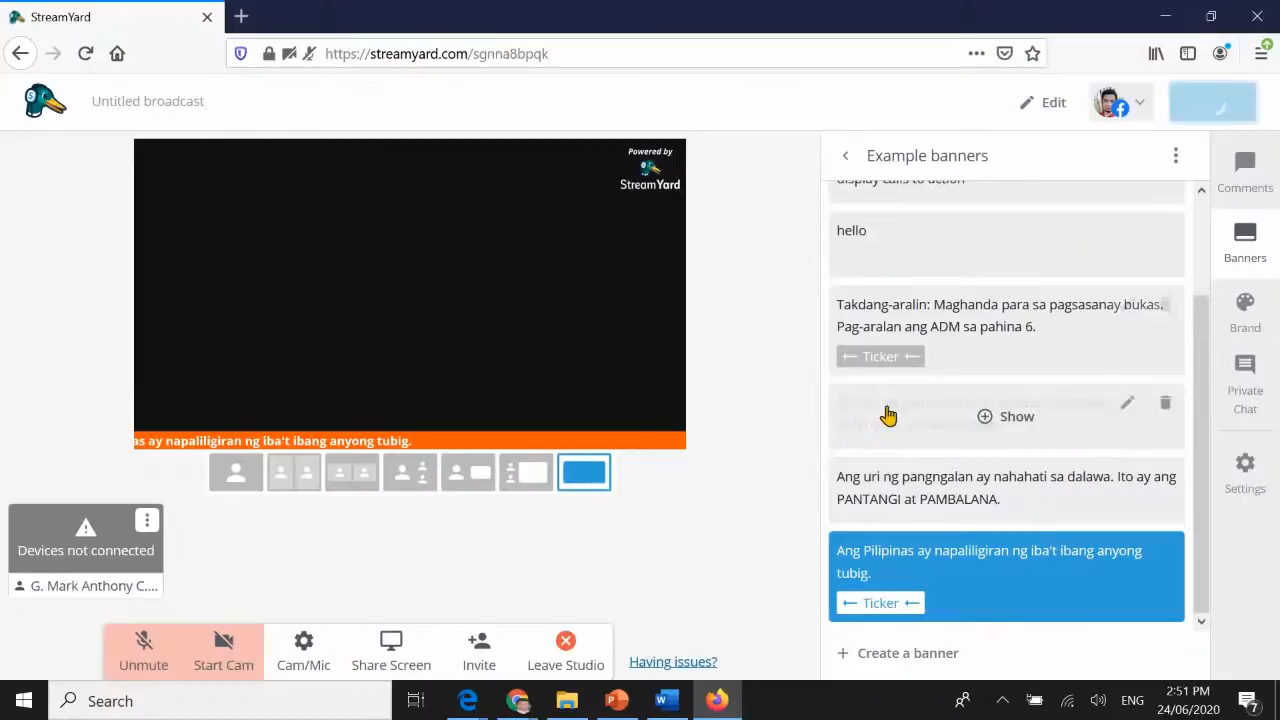 StreamYard
https://streamyard.com/sgnna8bpqk
Untitled broadcast
Edit
Powered by
StreamYard
as ay napaliligiran ng iba't ibang anyong tubig.
Devices not connected
G. Mark Anthony C....
Unmute
Start Cam
Cam/Mic
Share Screen
Invite
Leave Studio
Having issues?
Example banners
display calls to action
hello
Takdang-aralin: Maghanda para sa pagsasanay bukas.
Pag-aralan ang ADM sa pahina 6.
Ticker
Show
Ang uri ng pangngalan ay nahahati sa dalawa. Ito ay ang
PANTANGI at PAMBALANA.
Ang Pilipinas ay napaliligiran ng iba't ibang anyong
tubig.
Ticker
Create a banner
Comments
Banners
Brand
Private
Chat
Settings
Search
ENG
2:51 PM
24/06/2020
7